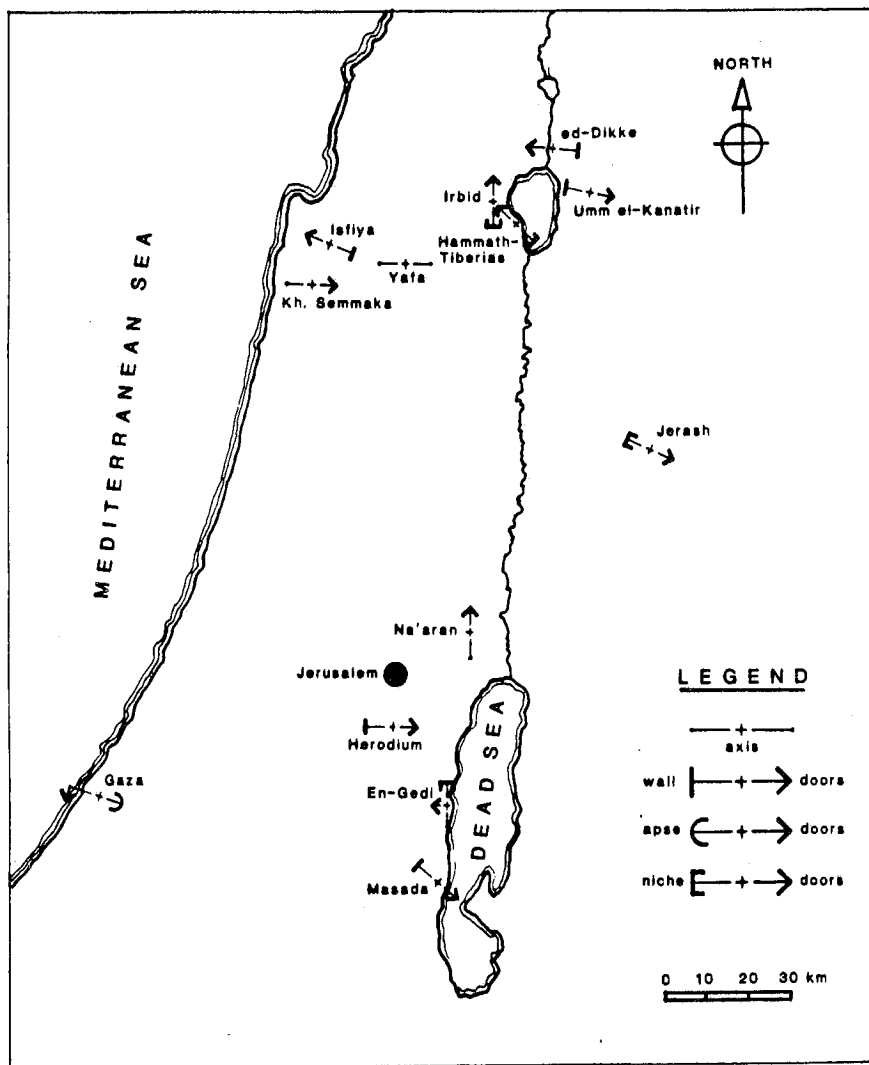 NORTH
ed-Dikke
Irbid
Umm el-Kanatir
Hammath-
Tiberias
Isfiya
Yafa
Kh. Semmaka
MEDITERRANEAN SEA
Jerash
Na'aran
Jerusalem
Herodium
Gaza
En-Gedi
DEAD SEA
Masada
LEGEND
axis
wall doors
apse doors
niche doors
0 10 20 30 km